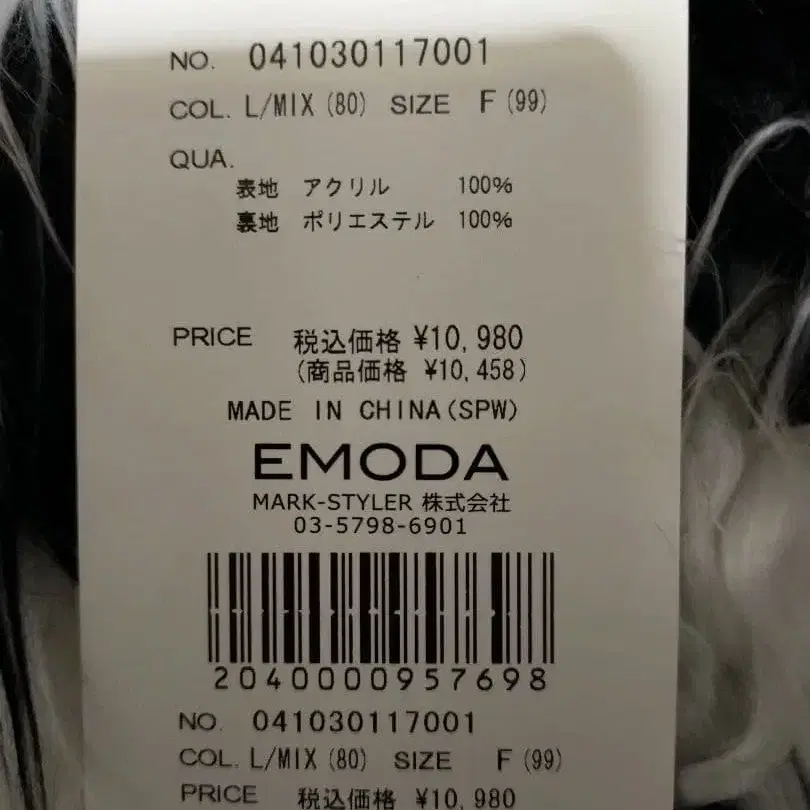 NO. 041030117001
COL. L/MIX (80) SIZE F (99)
QUA.
表地 アクリル 100%
裏地 ポリエステル 100%
PRICE 税込価格 ¥10,980
(商品価格 ¥10,458)
MADE IN CHINA(SPW)
EMODA
MARK-STYLER 株式会社
03-5798-6901
2040000957698
NO. 041030117001
COL. L/MIX (80) SIZE F (99)
PRICE 税込価格 ¥10,980